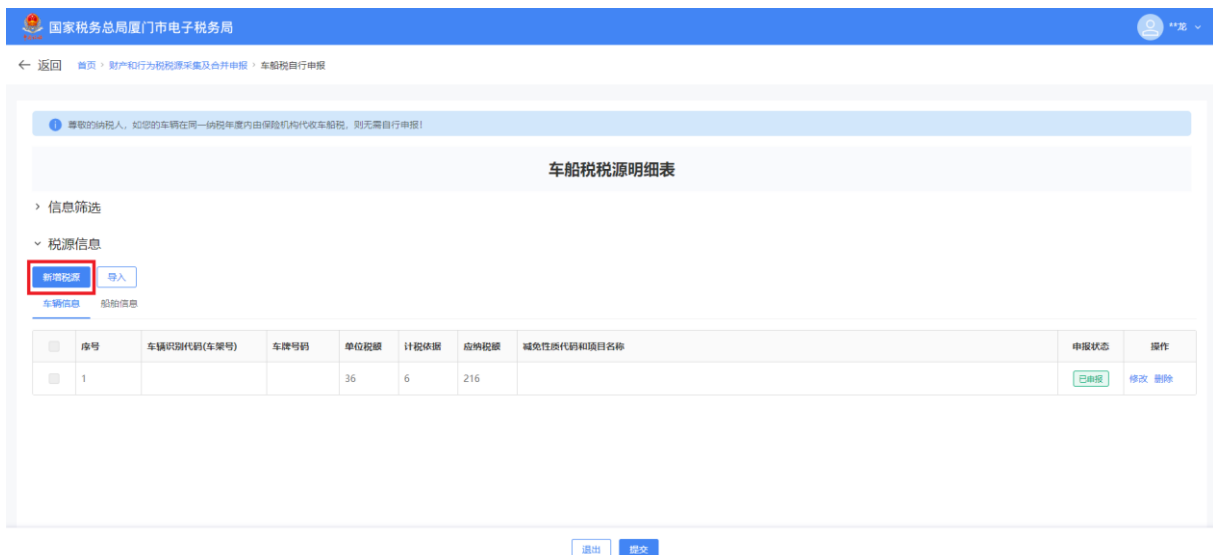 国家税务总局厦门市电子税务局 **龙
← 返回 首页 > 财产和行为税税源采集及合并申报 > 车船税自行申报
尊敬的纳税人，如您的车辆在同一纳税年度内由保险机构代收车船税，则无需自行申报！
车船税税源明细表
信息筛选
税源信息
新增税源 导入
车辆信息 船舶信息
序号 车辆识别代码(车架号) 车牌号码 单位税额 计税依据 应纳税额 减免性质代码和项目名称 申报状态 操作
1 36 6 216 已申报 修改 删除
退出 提交